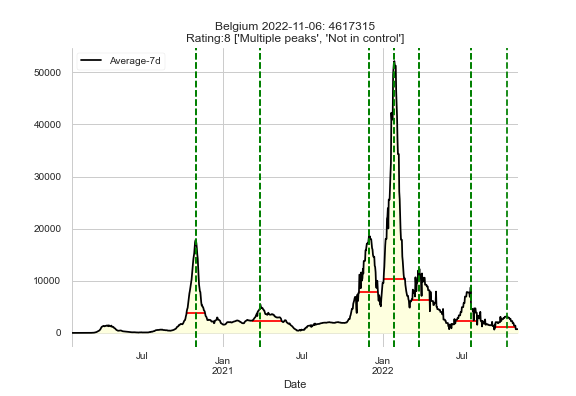 Belgium 2022-11-06: 4617315
Rating:8 ['Multiple peaks', 'Not in control']
Average-7d
50000
40000
30000
20000
10000
0
Jul
Jan
2021
Jul
Jan
2022
Jul
Date